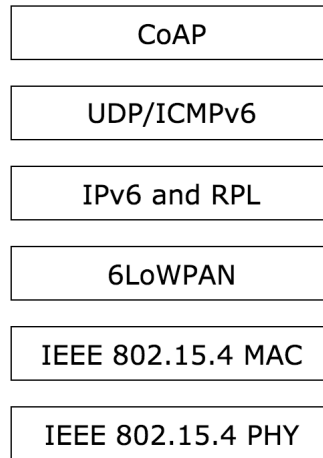 CoAP
UDP/ICMPv6
IPv6 and RPL
6LoWPAN
IEEE 802.15.4 MAC
IEEE 802.15.4 PHY